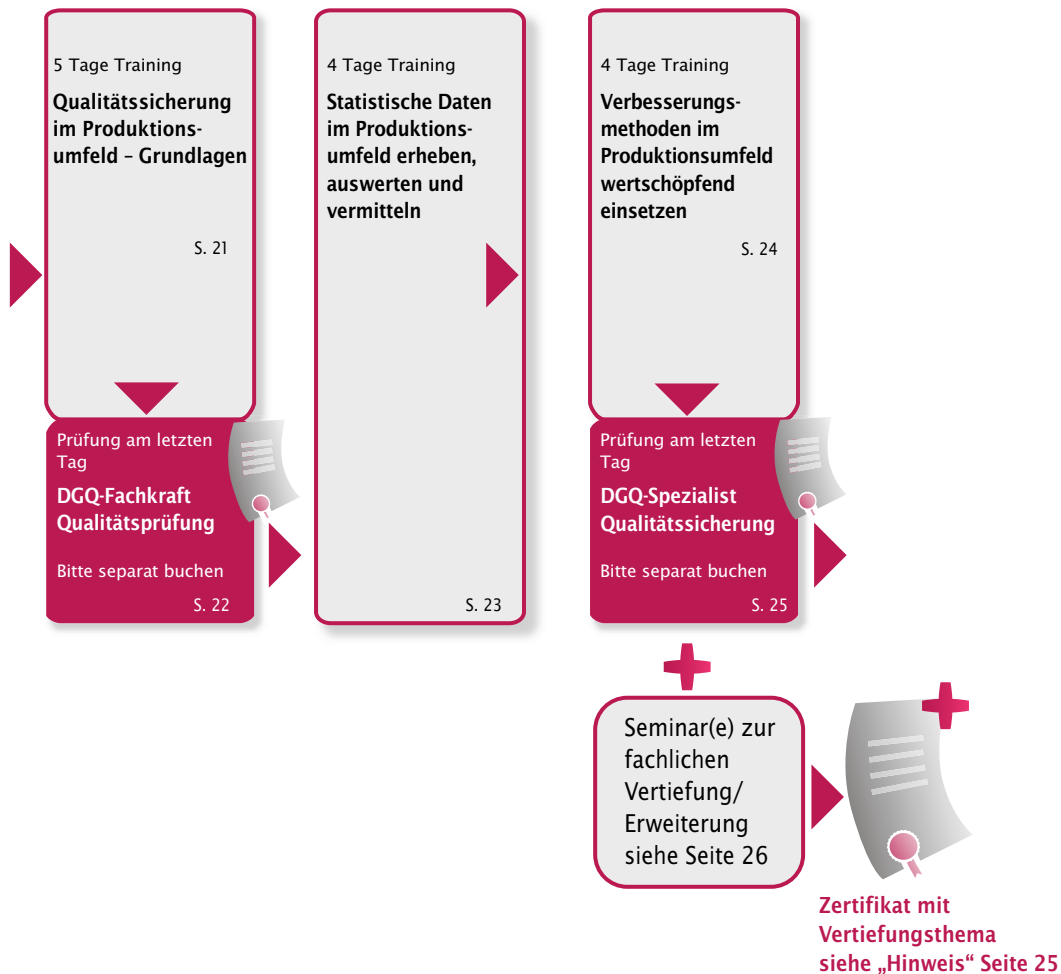 5 Tage Training
Qualitätssicherung
im Produktions-
umfeld – Grundlagen
S. 21
Prüfung am letzten
Tag
DGQ-Fachkraft
Qualitätsprüfung
Bitte separat buchen
S. 22
4 Tage Training
Statistische Daten
im Produktions-
umfeld erheben,
auswerten und
vermitteln
S. 23
4 Tage Training
Verbesserungs-
methoden im
Produktionsumfeld
wertschöpfend
einsetzen
S. 24
Prüfung am letzten
Tag
DGQ-Spezialist
Qualitätssicherung
Bitte separat buchen
S. 25
Seminar(e) zur
fachlichen
Vertiefung/
Erweiterung
siehe Seite 26
Zertifikat mit
Vertiefungsthema
siehe „Hinweis“ Seite 25